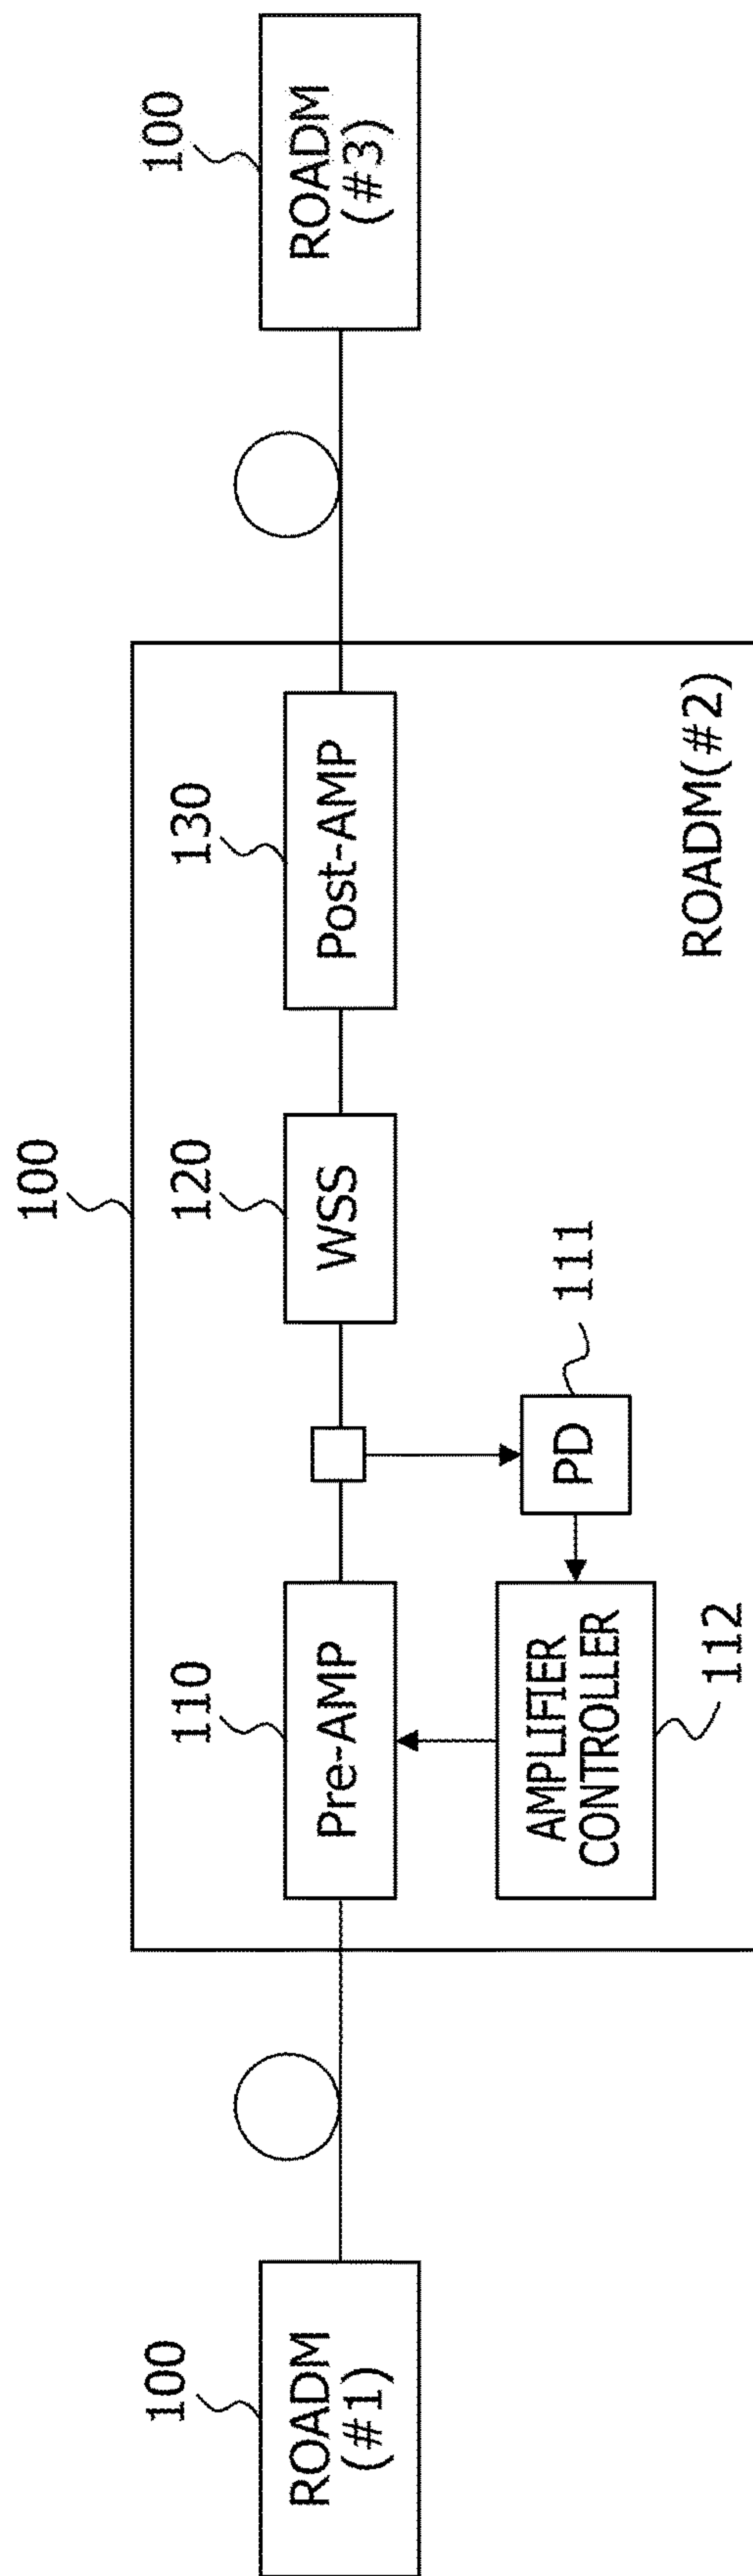 100
100
100
ROADM
(#1)
110
120
130
ROADM
(#3)
Pre-AMP
WSS
Post-AMP
111
AMPLIFIER
CONTROLLER
PD
112
ROADM(#2)